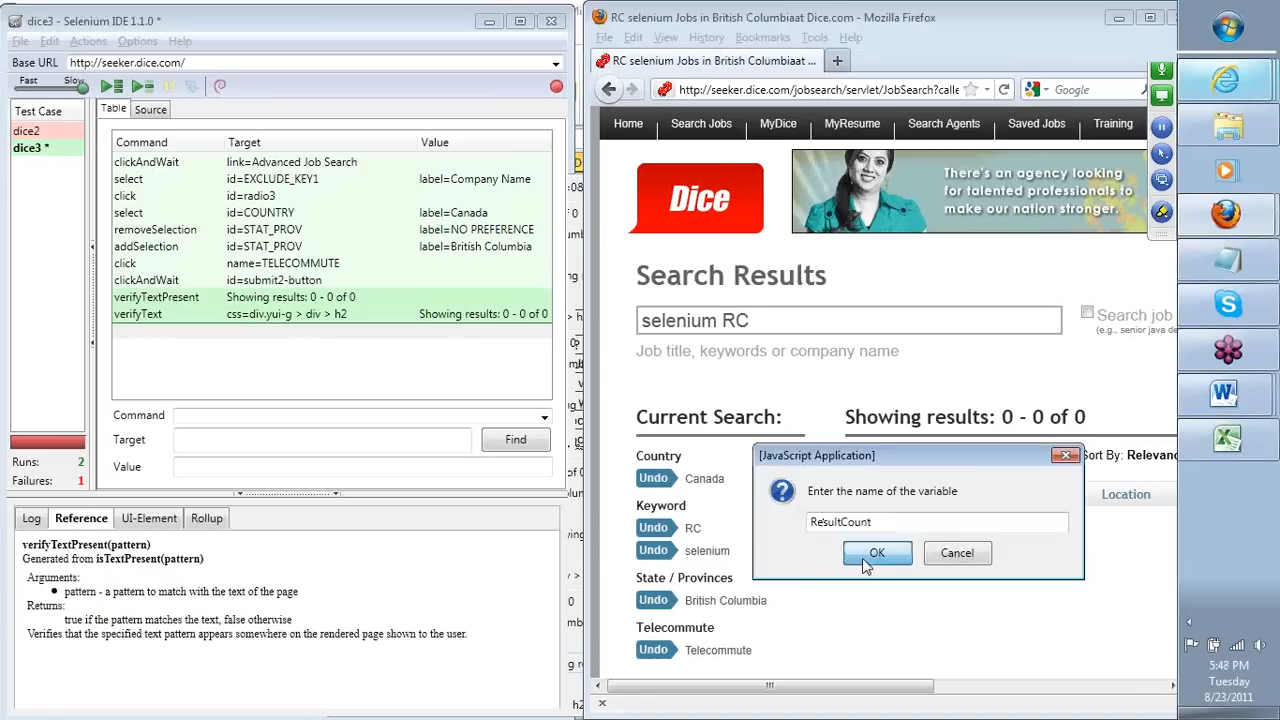 dice3 - Selenium IDE 1.1.0 *
File Edit Actions Options Help
Base URL http://seeker.dice.com/
Fast Slow
Test Case
dice2
dice3 *
Table Source
Command Target Value
clickAndWait link=Advanced Job Search
select id=EXCLUDE_KEY1 label=Company Name
click id=radio3
select id=COUNTRY label=Canada
removeSelection id=STAT_PROV label=NO PREFERENCE
addSelection id=STAT_PROV label=British Columbia
click name=TELECOMMUTE
clickAndWait id=submit2-button
verifyTextPresent Showing results: 0 - 0 of 0
verifyText css=div.yui-g > div > h2 Showing results: 0 - 0 of 0
Command
Target Find
Value
Runs: 2
Failures: 1
Log Reference UI-Element Rollup
verifyTextPresent(pattern)
Generated from isTextPresent(pattern)
Arguments:
pattern - a pattern to match with the text of the page
Returns:
true if the pattern matches the text, false otherwise
Verifies that the specified text pattern appears somewhere on the rendered page shown to the user.
RC selenium Jobs in British Columbiaat Dice.com - Mozilla Firefox
File Edit View History Bookmarks Tools Help
RC selenium Jobs in British Columbiaat ...
http://seeker.dice.com/jobsearch/servlet/JobSearch?calle Google
Home Search Jobs MyDice MyResume Search Agents Saved Jobs Training
Dice
There's an agency looking
for talented professionals to
make our nation stronger.
Search Results
selenium RC
Search job
(e.g., senior java de
Job title, keywords or company name
Current Search: Showing results: 0 - 0 of 0
Country
Undo Canada
Keyword
Undo RC
Undo selenium
State / Provinces
Undo British Columbia
Telecommute
Undo Telecommute
Sort By: Relevanc
Location
[JavaScript Application]
Enter the name of the variable
ResultCount
OK Cancel
5:43 PM
Tuesday
8/23/2011